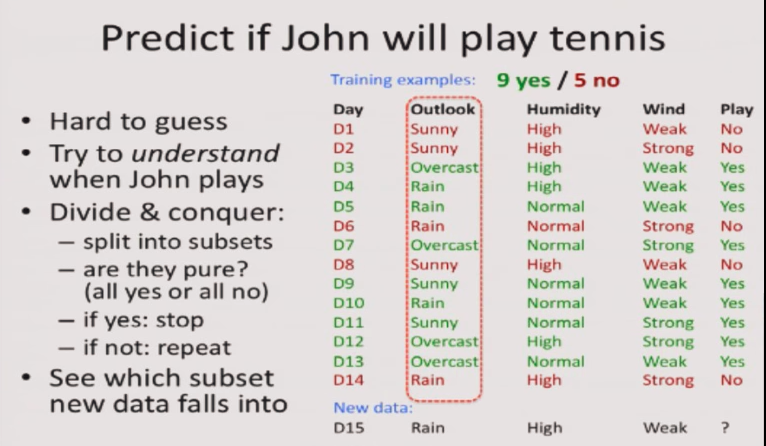 Predict if John will play tennis
• Hard to guess
• Try to understand
when John plays
• Divide & conquer:
– split into subsets
– are they pure?
(all yes or all no)
– if yes: stop
– if not: repeat
• See which subset
new data falls into
Training examples: 9 yes / 5 no
Day Outlook Humidity Wind Play
D1 Sunny High Weak No
D2 Sunny High Strong No
D3 Overcast High Weak Yes
D4 Rain High Weak Yes
D5 Rain Normal Weak Yes
D6 Rain Normal Strong No
D7 Overcast Normal Strong Yes
D8 Sunny High Weak No
D9 Sunny Normal Weak Yes
D10 Rain Normal Weak Yes
D11 Sunny Normal Strong Yes
D12 Overcast High Strong Yes
D13 Overcast Normal Weak Yes
D14 Rain High Strong No
New data:
D15 Rain High Weak ?